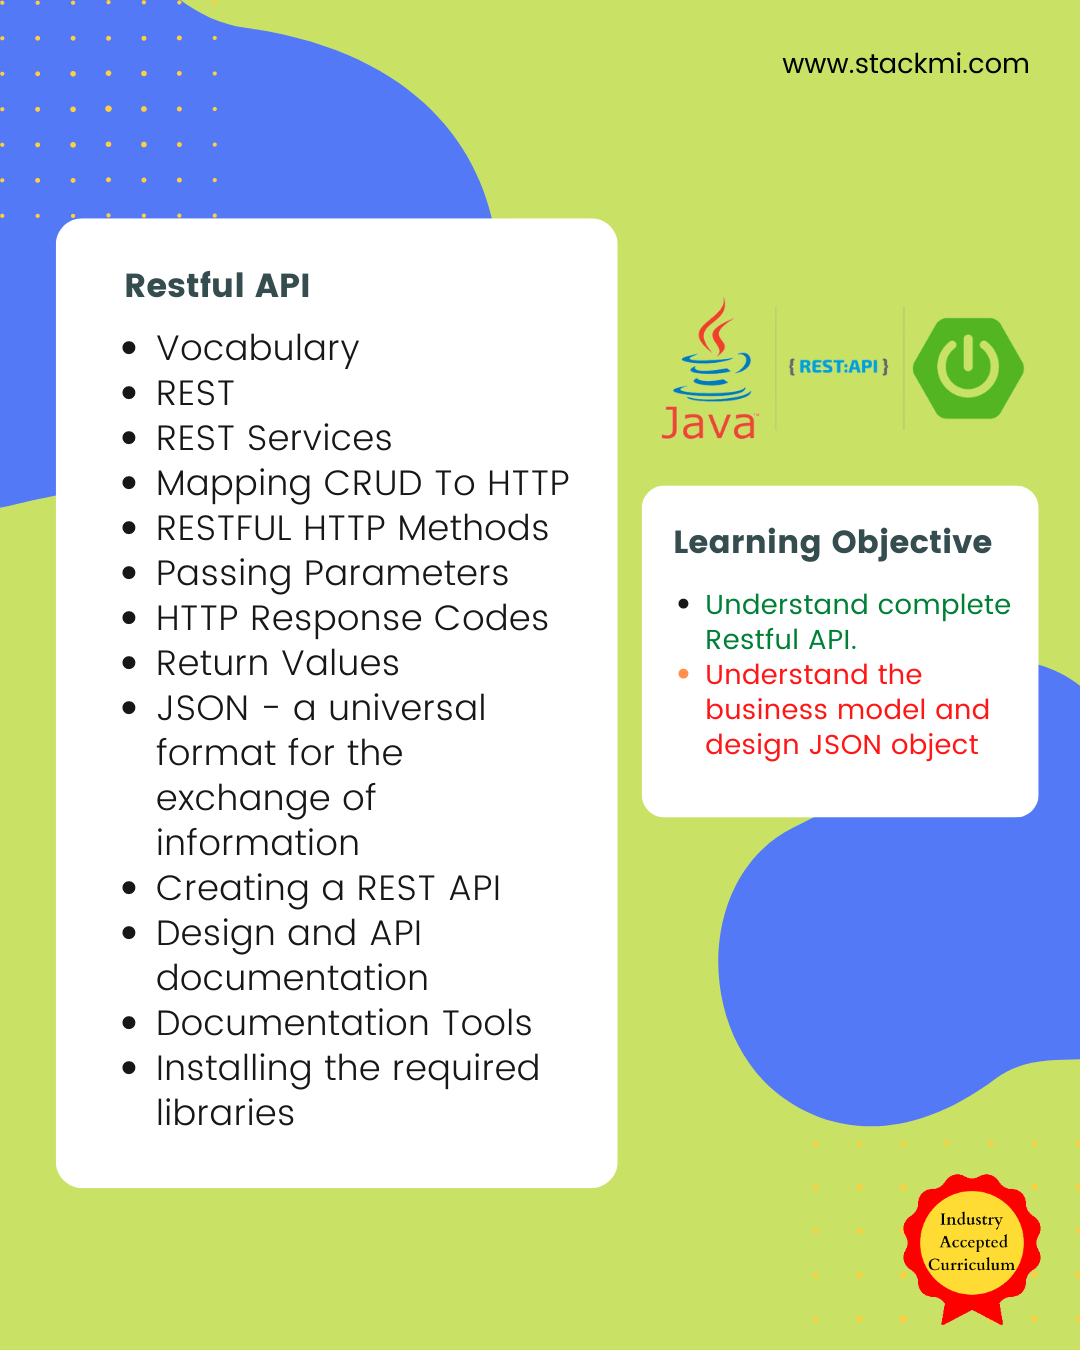 www.stackmi.com
Restful API
Vocabulary
REST
REST Services
Mapping CRUD To HTTP
RESTFUL HTTP Methods
Passing Parameters
HTTP Response Codes
Return Values
JSON - a universal
format for the
exchange of
information
Creating a REST API
Design and API
documentation
Documentation Tools
Installing the required
libraries
Java™
{ REST:API }
Learning Objective
Understand complete
Restful API.
Understand the
business model and
design JSON object
Industry
Accepted
Curriculum